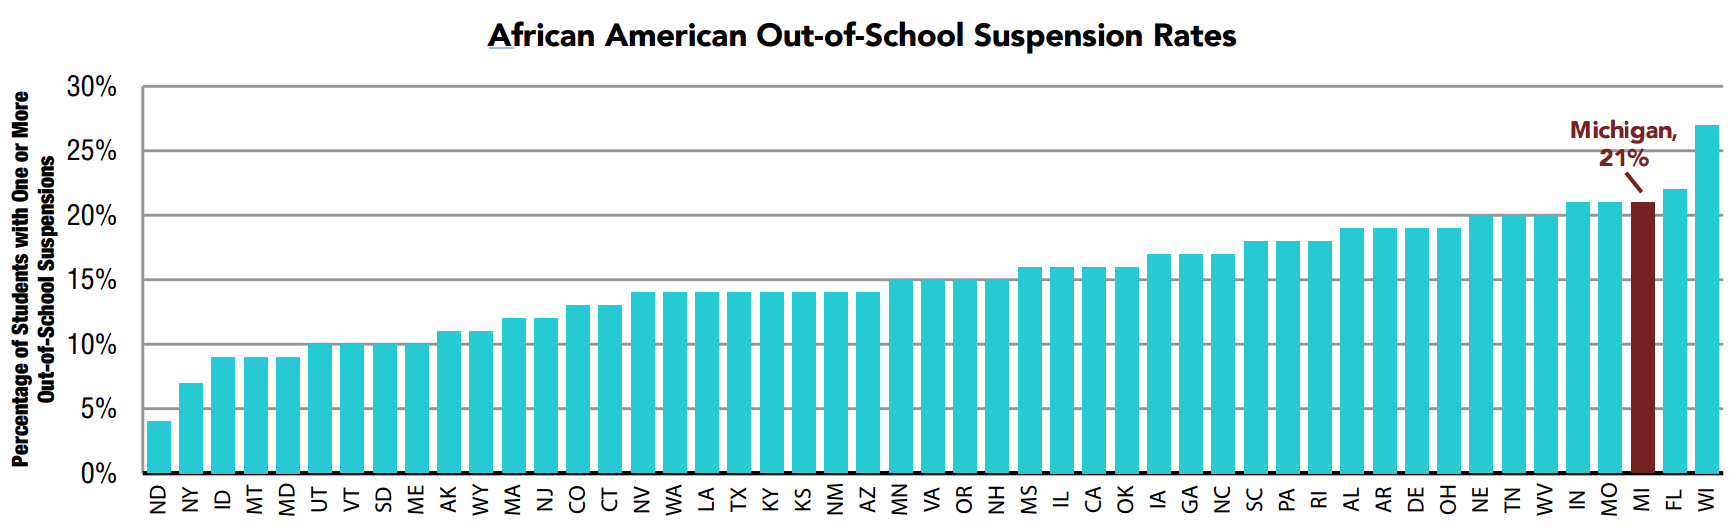 African American Out-of-School Suspension Rates
Percentage of Students with One or More
Out-of-School Suspensions
30%
25%
20%
15%
10%
5%
0%
Michigan,
21%
ND NY ID MT MD UT VT SD ME AK WY MA NJ CO CT NV WA LA TX KY KS NM AZ MN VA OR NH MS IL CA OK IA GA NC SC PA RI AL AR DE OH NE TN WV IN MO MI FL WI